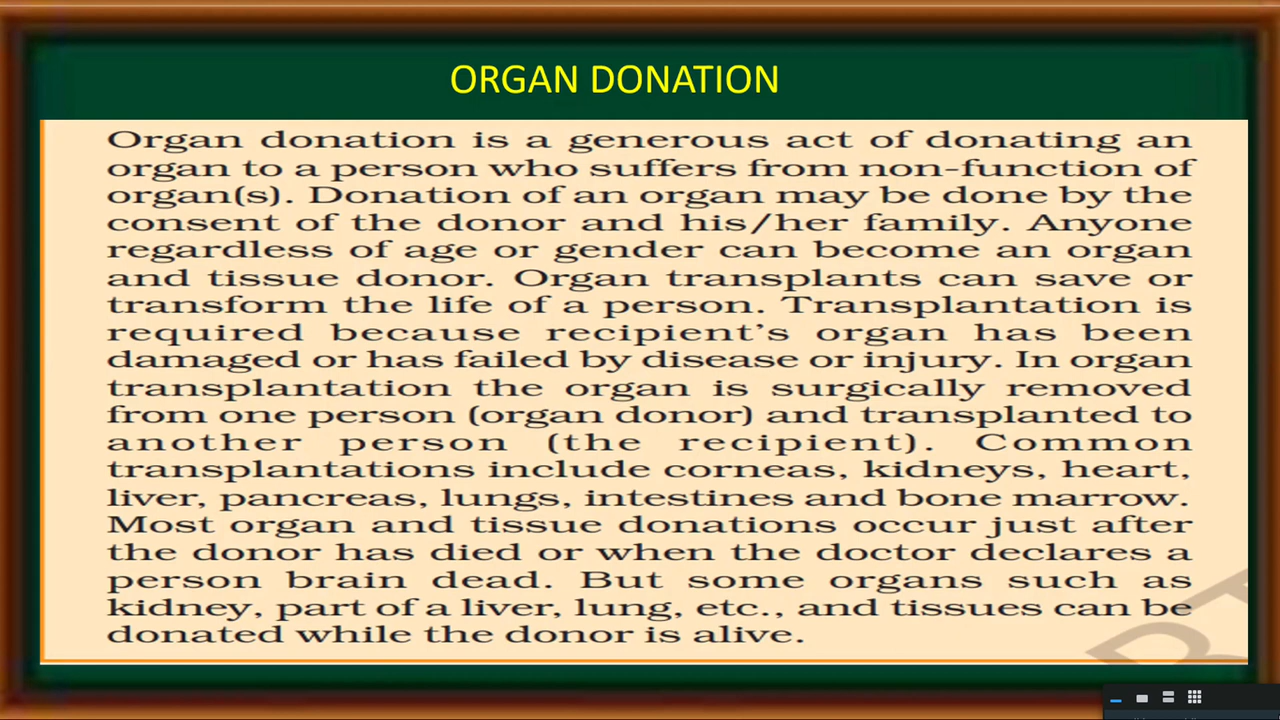 ORGAN DONATION
Organ donation is a generous act of donating an
organ to a person who suffers from non-function of
organ(s). Donation of an organ may be done by the
consent of the donor and his/her family. Anyone
regardless of age or gender can become an organ
and tissue donor. Organ transplants can save or
transform the life of a person. Transplantation is
required because recipient’s organ has been
damaged or has failed by disease or injury. In organ
transplantation the organ is surgically removed
from one person (organ donor) and transplanted to
another person (the recipient). Common
transplantations include corneas, kidneys, heart,
liver, pancreas, lungs, intestines and bone marrow.
Most organ and tissue donations occur just after
the donor has died or when the doctor declares a
person brain dead. But some organs such as
kidney, part of a liver, lung, etc., and tissues can be
donated while the donor is alive.